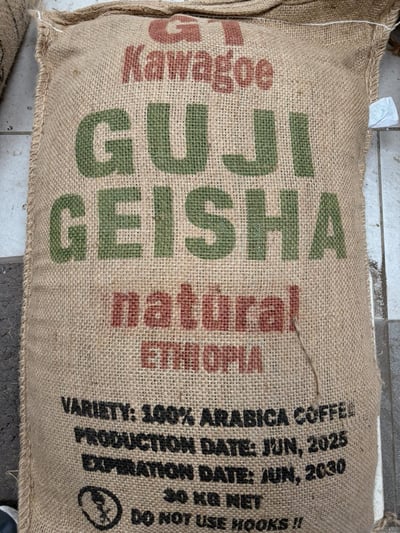 G1
Kawagoe
GUJI
GEISHA
natural
ETHIOPIA
VARIETY: 100% ARABICA COFFEE
PRODUCTION DATE: JUN, 2025
EXPIRATION DATE: JUN, 2030
30 KG NET
DO NOT USE HOOKS !!